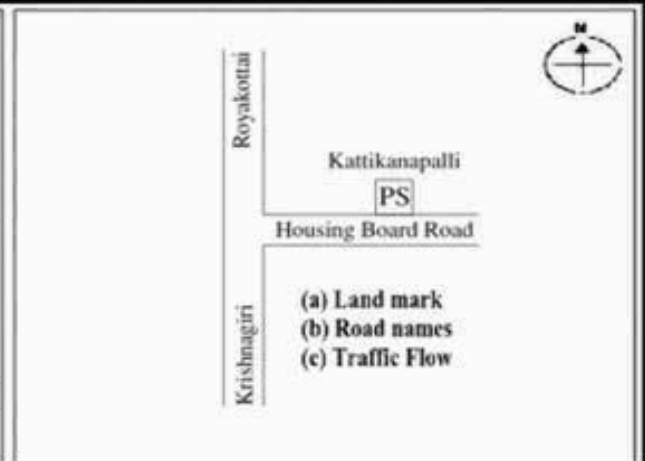 N
Royakottai
Kattikanapalli
PS
Housing Board Road
Krishnagiri
(a) Land mark
(b) Road names
(c) Traffic Flow